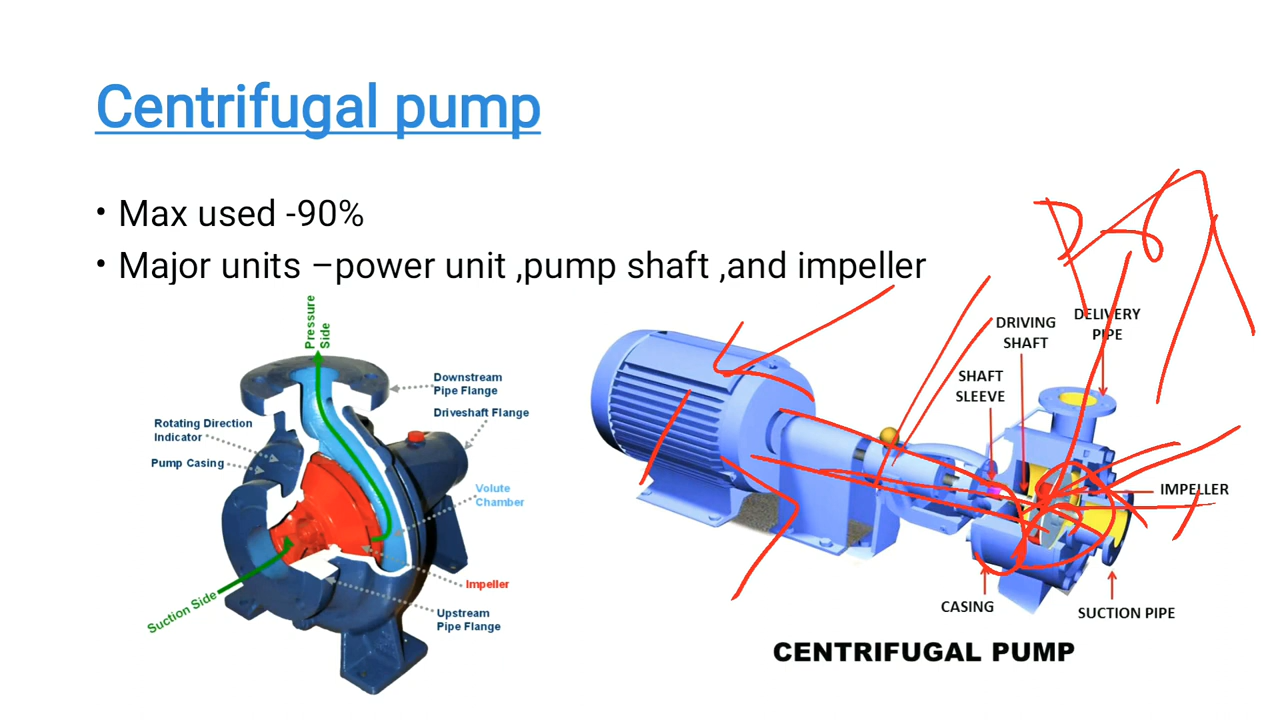 Centrifugal pump
• Max used -90%
• Major units –power unit ,pump shaft ,and impeller
Pressure
Side
Downstream
Pipe Flange
Driveshaft Flange
Rotating Direction
Indicator
Pump Casing
Volute
Chamber
Impeller
Suction Side
Upstream
Pipe Flange
DELIVERY
PIPE
DRIVING
SHAFT
SHAFT
SLEEVE
IMPELLER
CASING
SUCTION PIPE
CENTRIFUGAL PUMP